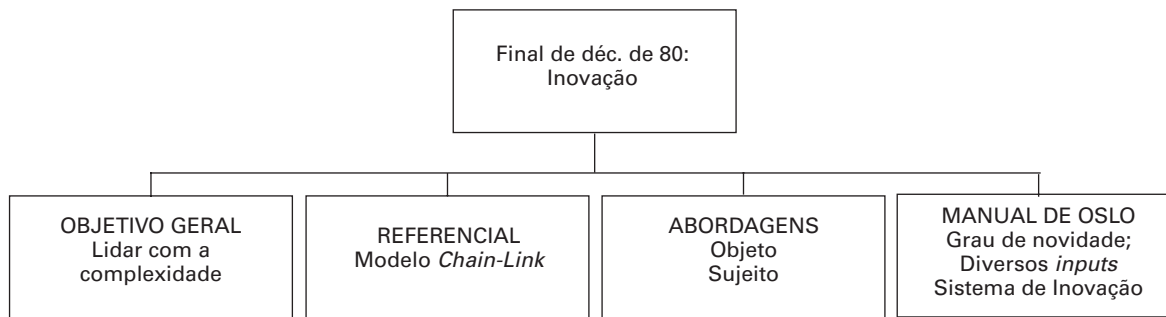 Final de déc. de 80:
Inovação
OBJETIVO GERAL
Lidar com a
complexidade
REFERENCIAL
Modelo Chain-Link
ABORDAGENS
Objeto
Sujeito
MANUAL DE OSLO
Grau de novidade;
Diversos inputs
Sistema de Inovação